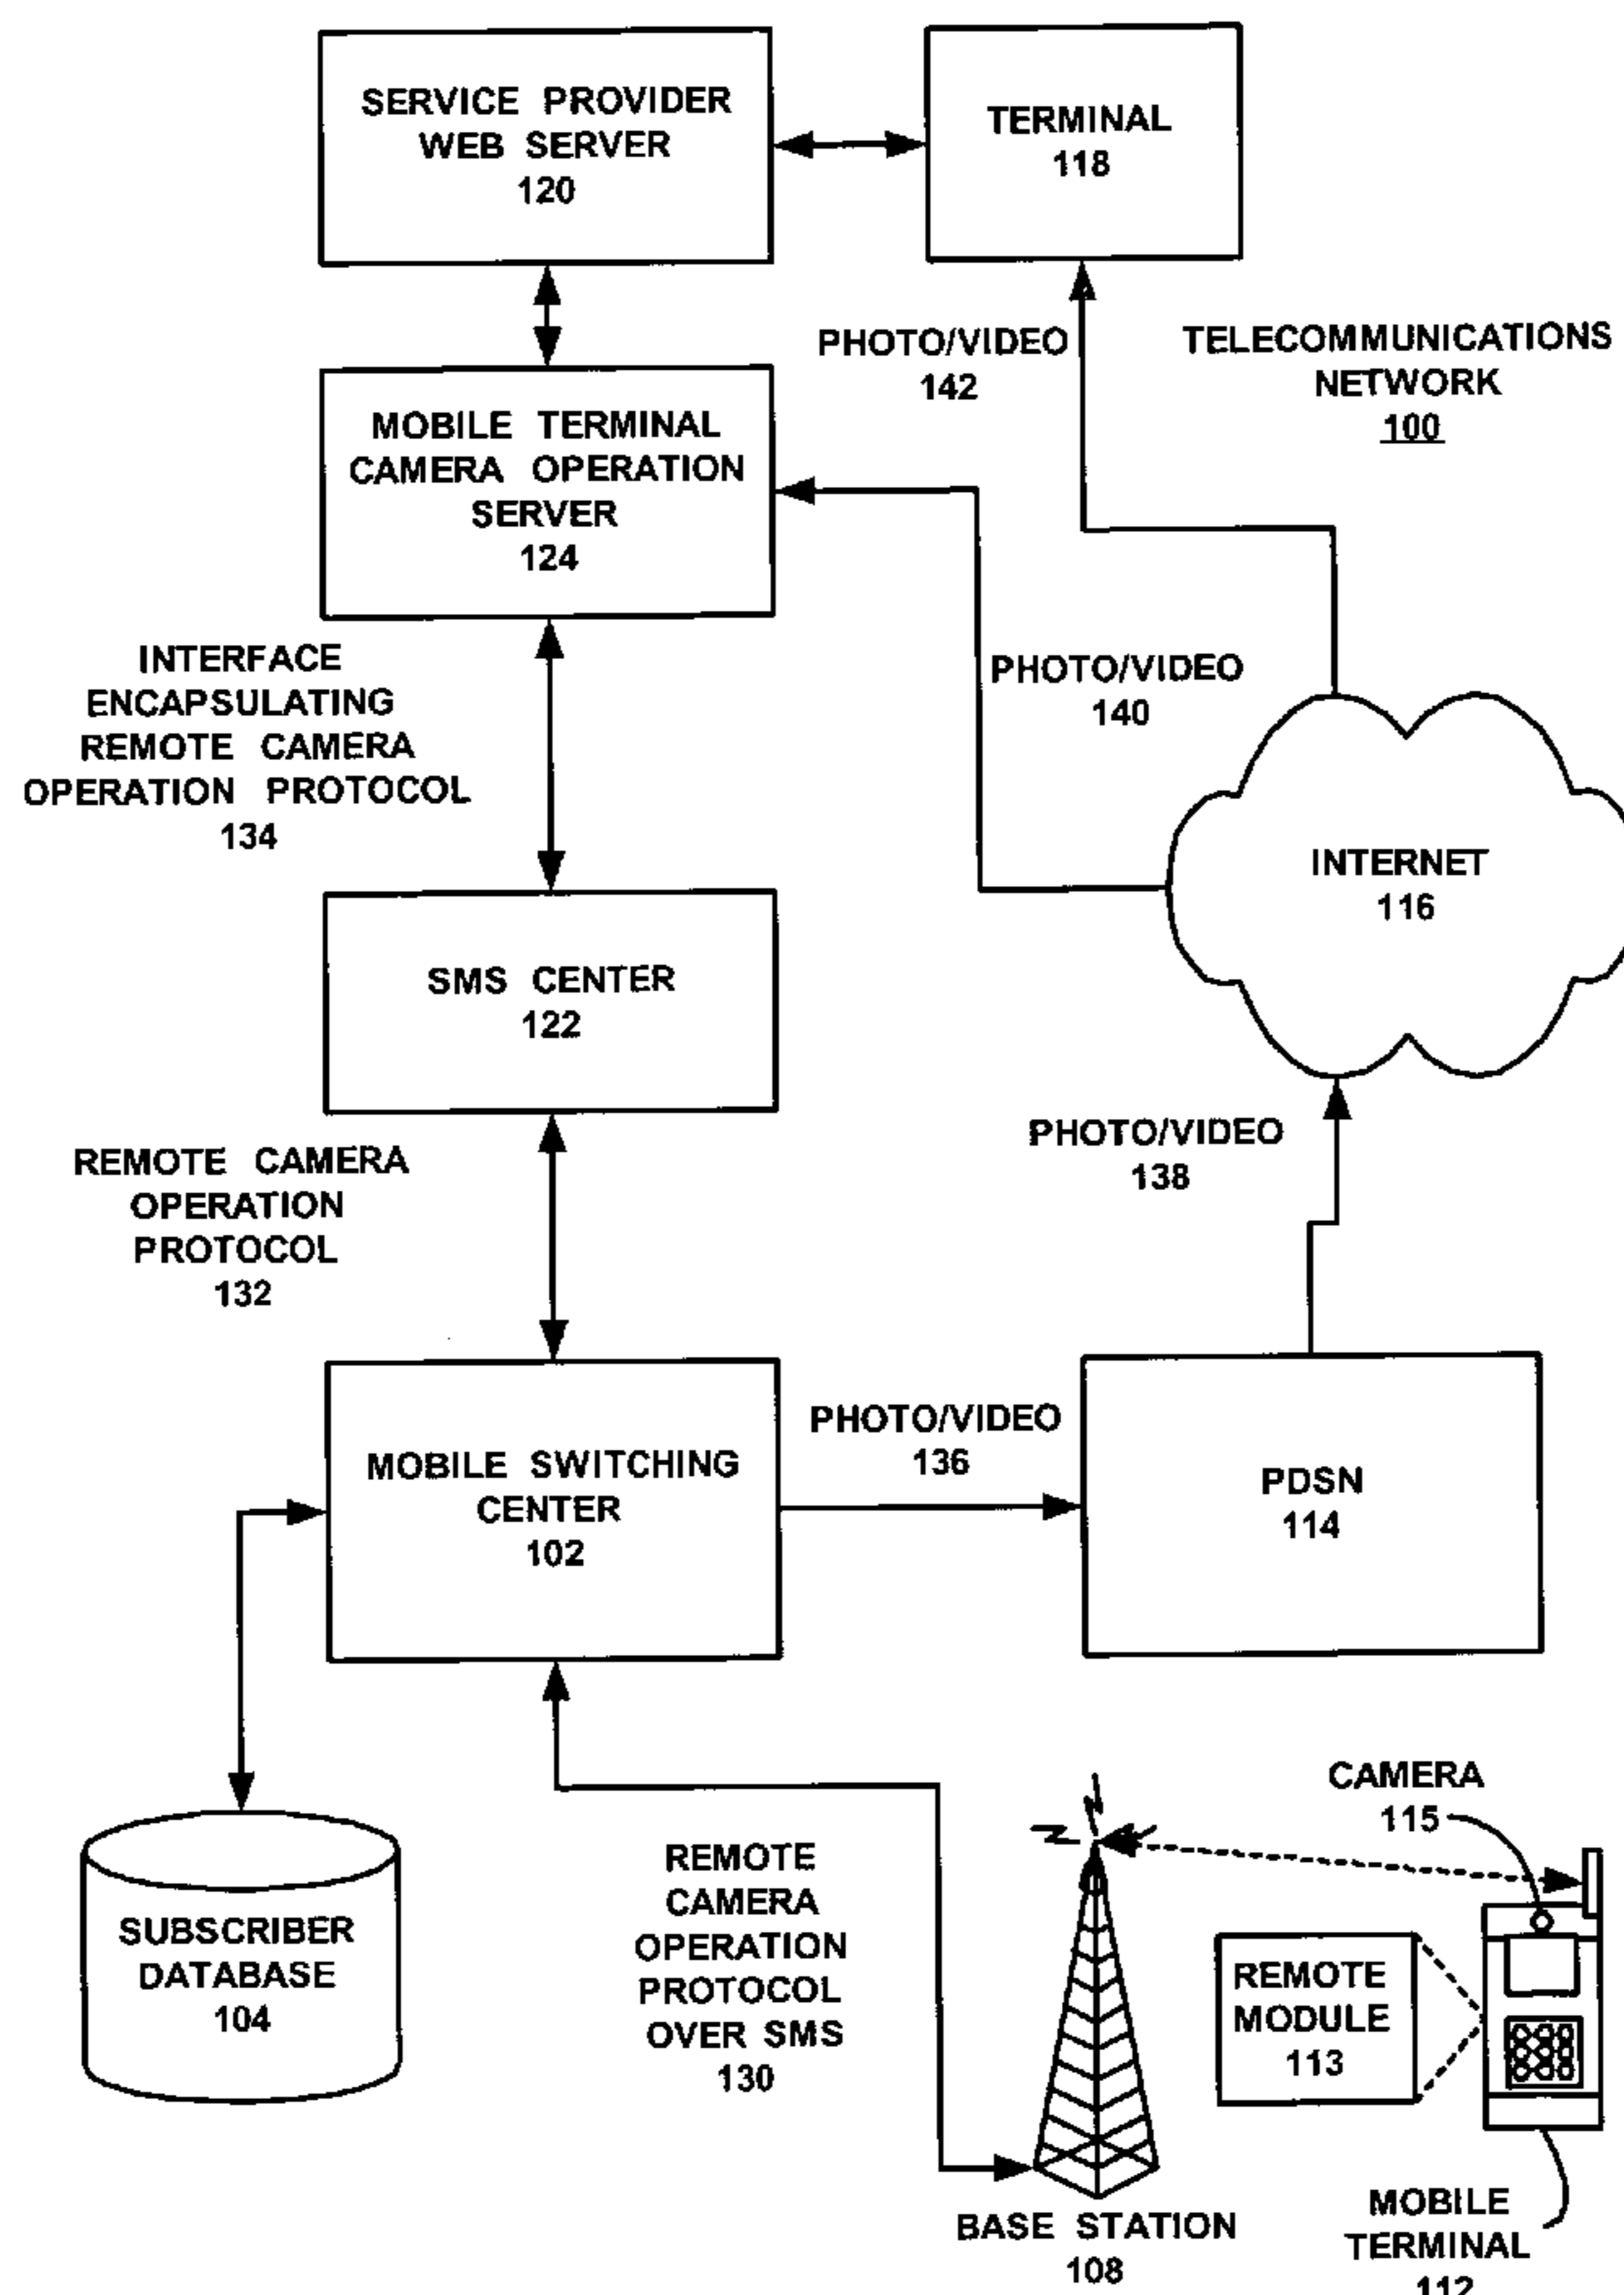 SERVICE PROVIDER
WEB SERVER
120
TERMINAL
118
PHOTO/VIDEO
142
TELECOMMUNICATIONS
NETWORK
100
MOBILE TERMINAL
CAMERA OPERATION
SERVER
124
INTERFACE
ENCAPSULATING
REMOTE CAMERA
OPERATION PROTOCOL
134
PHOTO/VIDEO
140
INTERNET
116
SMS CENTER
122
REMOTE CAMERA
OPERATION
PROTOCOL
132
PHOTO/VIDEO
138
MOBILE SWITCHING
CENTER
102
PHOTO/VIDEO
136
PDSN
114
SUBSCRIBER
DATABASE
104
REMOTE
CAMERA
OPERATION
PROTOCOL
OVER SMS
130
CAMERA
115
REMOTE
MODULE
113
BASE STATION
108
MOBILE
TERMINAL
112